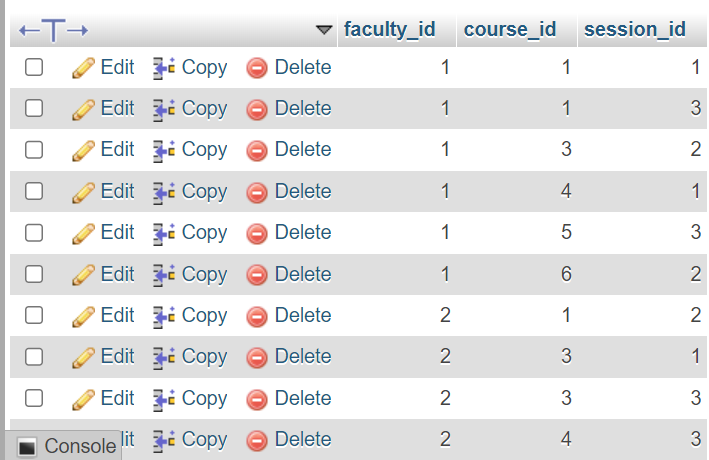 faculty_id course_id session_id
Edit Copy Delete 1 1 1
Edit Copy Delete 1 1 3
Edit Copy Delete 1 3 2
Edit Copy Delete 1 4 1
Edit Copy Delete 1 5 3
Edit Copy Delete 1 6 2
Edit Copy Delete 2 1 2
Edit Copy Delete 2 3 1
Edit Copy Delete 2 3 3
Console it Copy Delete 2 4 3